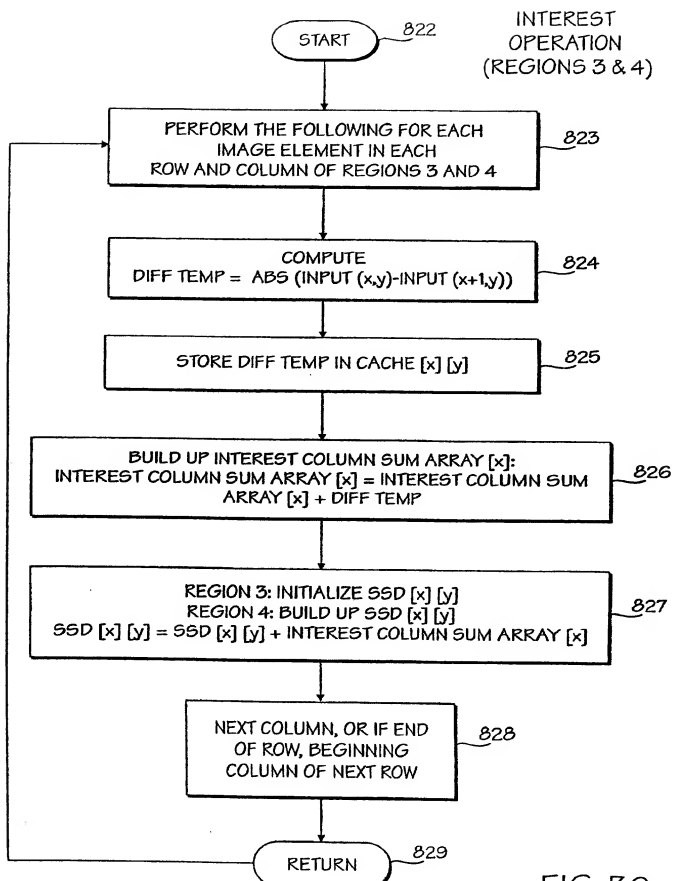 INTEREST
OPERATION
(REGIONS 3 & 4)
START
822
PERFORM THE FOLLOWING FOR EACH
IMAGE ELEMENT IN EACH
ROW AND COLUMN OF REGIONS 3 AND 4
823
COMPUTE
DIFF TEMP = ABS (INPUT (x,y)-INPUT (x+1,y))
824
STORE DIFF TEMP IN CACHE [x] [y]
825
BUILD UP INTEREST COLUMN SUM ARRAY [x]:
INTEREST COLUMN SUM ARRAY [x] = INTEREST COLUMN SUM
ARRAY [x] + DIFF TEMP
826
REGION 3: INITIALIZE SSD [x] [y]
REGION 4: BUILD UP SSD [x] [y]
SSD [x] [y] = SSD [x] [y] + INTEREST COLUMN SUM ARRAY [x]
827
NEXT COLUMN, OR IF END
OF ROW, BEGINNING
COLUMN OF NEXT ROW
828
RETURN
829